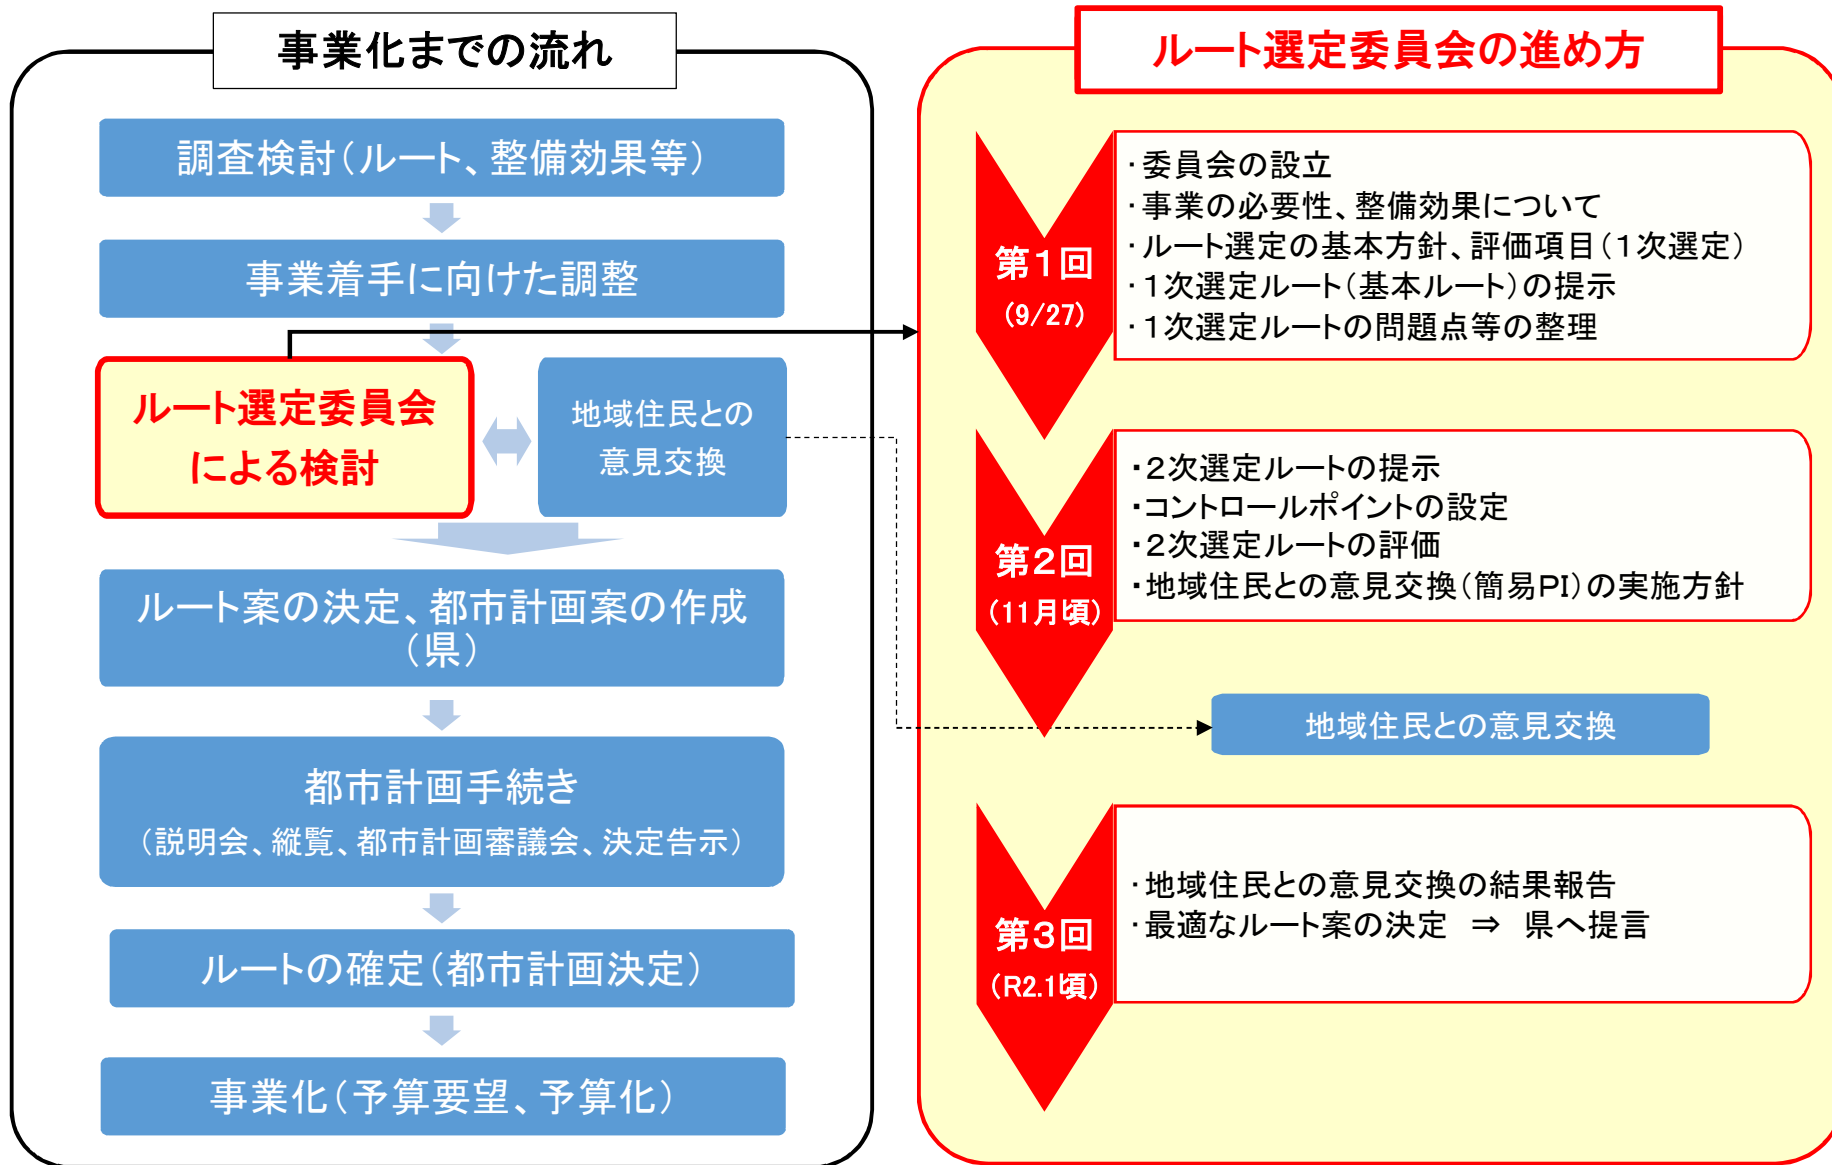 事業化までの流れ
調査検討（ルート、整備効果等）
事業着手に向けた調整
ルート選定委員会
による検討
地域住民との
意見交換
ルート案の決定、都市計画案の作成
（県）
都市計画手続き
（説明会、縦覧、都市計画審議会、決定告示）
ルートの確定（都市計画決定）
事業化（予算要望、予算化）
ルート選定委員会の進め方
第１回
（9/27）
・委員会の設立
・事業の必要性、整備効果について
・ルート選定の基本方針、評価項目（１次選定）
・１次選定ルート（基本ルート）の提示
・１次選定ルートの問題点等の整理
第２回
（11月頃）
・２次選定ルートの提示
・コントロールポイントの設定
・２次選定ルートの評価
・地域住民との意見交換（簡易PI）の実施方針
地域住民との意見交換
第３回
（R2.1頃）
・地域住民との意見交換の結果報告
・最適なルート案の決定　⇒　県へ提言